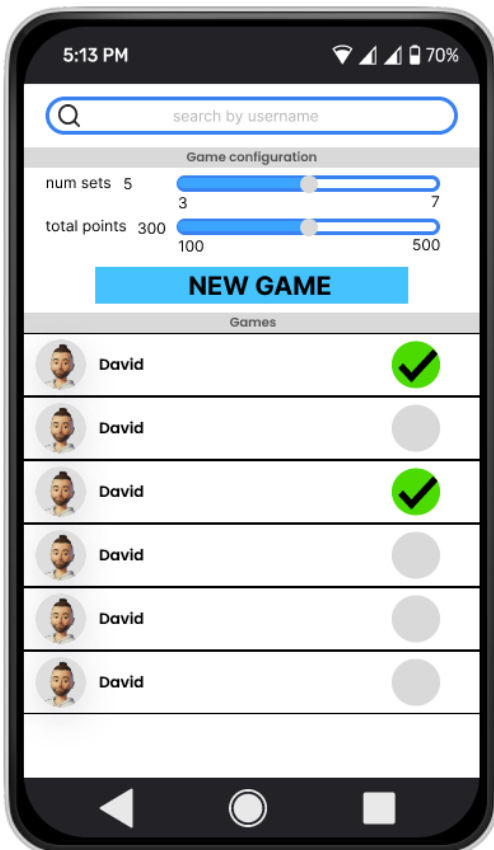 5:13 PM 70%
search by username
Game configuration
num sets 5
3 7
total points 300
100 500
NEW GAME
Games
David
David
David
David
David
David